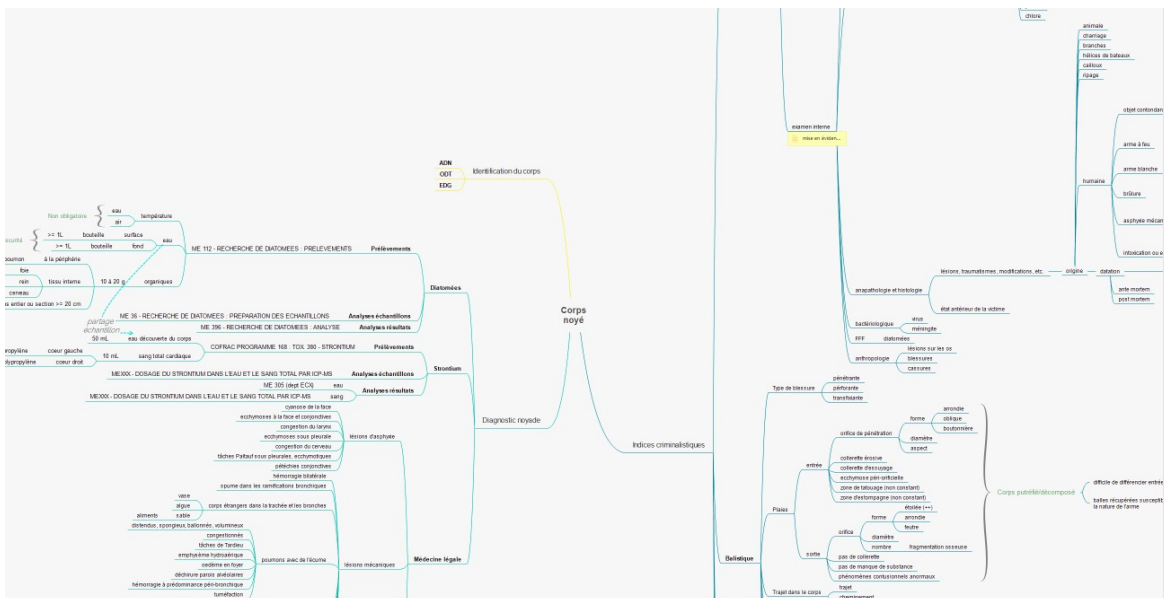 chlore
animale
charriage
branches
hélices de bateaux
cailloux
ripage
examen interne
mise en évidan...
objet contondan
arme à feu
arme blanche
humaine
brûlure
asphyxie mécan
intoxication ou e
lésions, traumatismes, modifications, etc.
origine
datation
anapathologie et histologie
ante mortem
post mortem
état antérieur de la victime
bactériologique
virus
méningite
FFF
diatomées
anthropologie
lésions sur les os
blessures
cassures
ADN
ODT
EDG
Identification du corps
Non obligatoire
eau
air
température
ecurité
>= 1L
bouteille
surface
>= 1L
bouteille
fond
eau
ME 112 - RECHERCHE DE DIATOMEES : PRELEVEMENTS
Prélèvements
poumon
à la périphérie
foie
rein
cerveau
tissu interne
10 à 20 g
organiques
os entier ou section >= 20 cm
Diatomées
partage
échantillon...
ME 36 - RECHERCHE DE DIATOMEES : PREPARATION DES ECHANTILLONS
Analyses échantillons
ME 396 - RECHERCHE DE DIATOMEES : ANALYSE
Analyses résultats
Corps
noyé
50 mL
eau découverte du corps
COFRAC PROGRAMME 168 : TOX. 380 - STRONTIUM
Prélèvements
propylène
coeur gauche
olypropylène
coeur droit
10 mL
sang total cardiaque
Strontium
MEXXX - DOSAGE DU STRONTIUM DANS L'EAU ET LE SANG TOTAL PAR ICP-MS
Analyses échantillons
ME 305 (dept ECX)
eau
MEXXX - DOSAGE DU STRONTIUM DANS L'EAU ET LE SANG TOTAL PAR ICP-MS
sang
Analyses résultats
Diagnostic noyade
cyanose de la face
ecchymoses à la face et conjonctives
congestion du larynx
ecchymoses sous pleurale
congestion du cerveau
tâches Paltauf sous pleurales, ecchymotiques
pétéchies conjonctives
lésions d'asphyxie
hémorragie bilatérale
spume dans les ramifications bronchiques
vase
algue
sable
aliments
corps étrangers dans la trachée et les bronches
distendus, spongieux, ballonnés, volumineux
congestionnés
tâches de Tardieu
emphysème hydroaérique
oedème en foyer
déchirure parois alvéolaires
hémorragie à prédominance péri-bronchique
tuméfaction
poumons avec de l'écume
lésions mécaniques
Médecine légale
Indices criminalistiques
Balistique
Type de blessure
pénétrante
perforante
transfixiante
Plaies
entrée
orifice de pénétration
forme
arrondie
oblique
boutonnière
diamètre
aspect
collerette érosive
collerette d'essuyage
ecchymose péri-orificielle
zone de tatouage (non constant)
zone d'estompagne (non constant)
sortie
orifice
forme
étoilée (++)
arrondie
feutre
diamètre
nombre
fragmentation osseuse
pas de collerette
pas de manque de substance
phénomènes contusionnels anormaux
Corps putréfié/décomposé
difficile de différencier entrée
balles récupérées susceptib
la nature de l'arme
Trajet dans le corps
trajet
cheminement